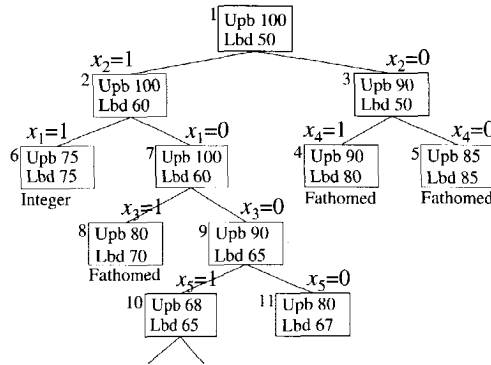 1
Upb 100
Lbd 50
x2=1
x2=0
2
Upb 100
Lbd 60
3
Upb 90
Lbd 50
x1=1
x1=0
x4=1
x4=0
6
Upb 75
Lbd 75
Integer
7
Upb 100
Lbd 60
4
Upb 90
Lbd 80
Fathomed
5
Upb 85
Lbd 85
Fathomed
x3=1
x3=0
8
Upb 80
Lbd 70
Fathomed
9
Upb 90
Lbd 65
x5=1
x5=0
10
Upb 68
Lbd 65
11
Upb 80
Lbd 67